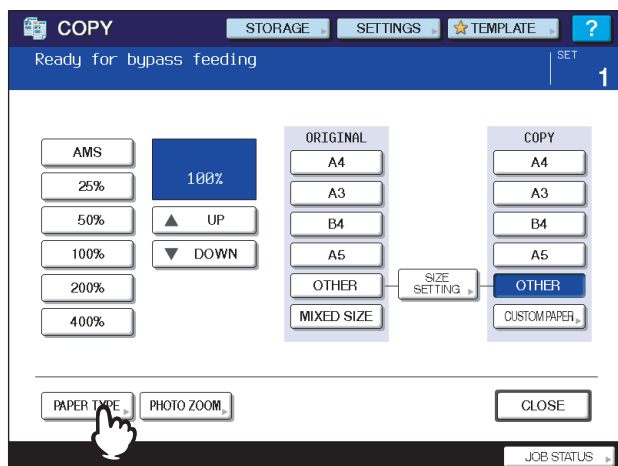 COPY STORAGE SETTINGS TEMPLATE ?
Ready for bypass feeding SET
1
ORIGINAL COPY
AMS 100% A4 A4
25% A3 A3
50% UP B4 B4
100% DOWN A5 A5
200% OTHER SIZE SETTING OTHER
400% MIXED SIZE CUSTOM PAPER
PAPER TYPE PHOTO ZOOM CLOSE
JOB STATUS